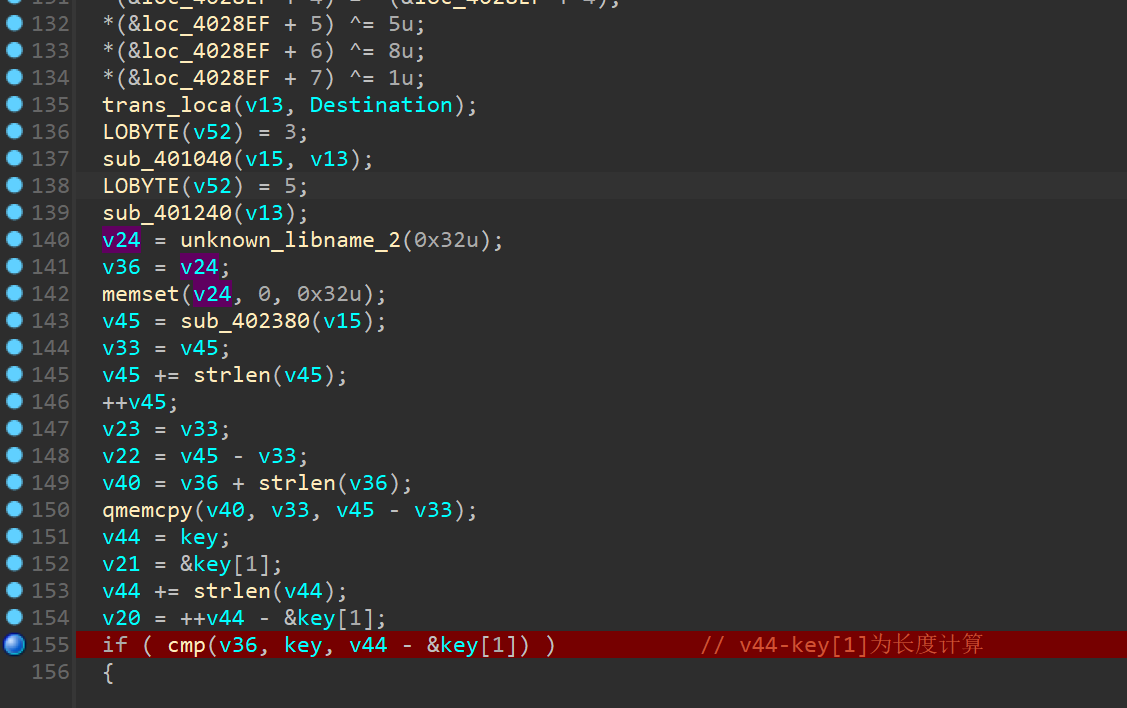 132 *(&loc_4028EF + 5) ^= 5u;
133 *(&loc_4028EF + 6) ^= 8u;
134 *(&loc_4028EF + 7) ^= 1u;
135 trans_loca(v13, Destination);
136 LOBYTE(v52) = 3;
137 sub_401040(v15, v13);
138 LOBYTE(v52) = 5;
139 sub_401240(v13);
140 v24 = unknown_libname_2(0x32u);
141 v36 = v24;
142 memset(v24, 0, 0x32u);
143 v45 = sub_402380(v15);
144 v33 = v45;
145 v45 += strlen(v45);
146 ++v45;
147 v23 = v33;
148 v22 = v45 - v33;
149 v40 = v36 + strlen(v36);
150 qmemcpy(v40, v33, v45 - v33);
151 v44 = key;
152 v21 = &key[1];
153 v44 += strlen(v44);
154 v20 = ++v44 - &key[1];
155 if ( cmp(v36, key, v44 - &key[1]) ) // v44-key[1]为长度计算
156 {